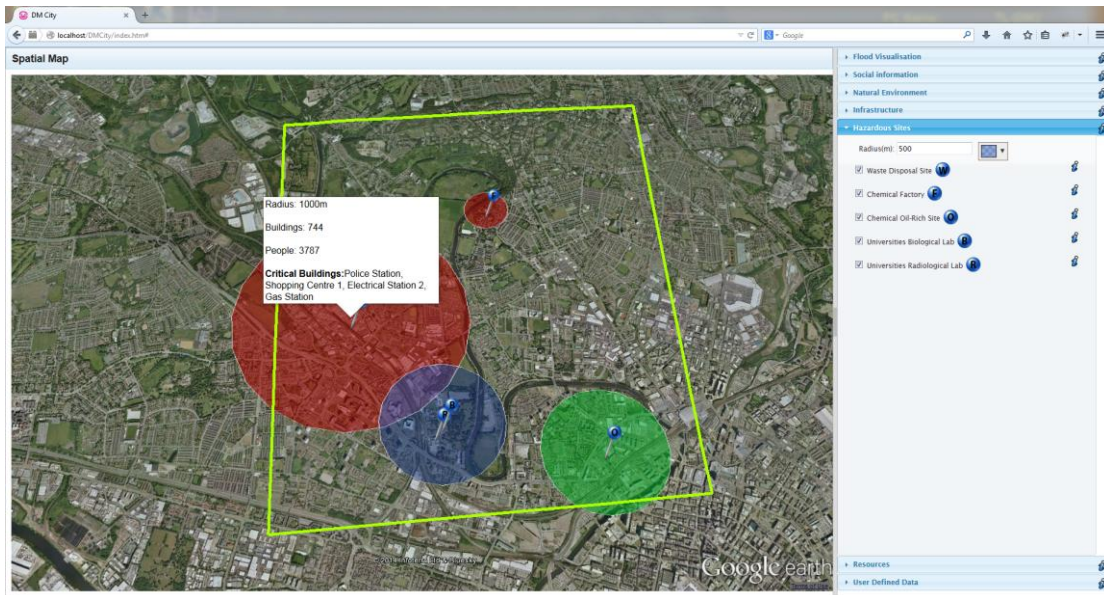 DM City
localhost/DMCity/index.htm#
Google
Spatial Map
Flood Visualisation
Social information
Natural Environment
Infrastructure
Hazardous Sites
Radius(m): 500
Waste Disposal Site W
Chemical Factory F
Chemical Oil-Rich Site O
Universities Biological Lab B
Universities Radiological Lab R
Radius: 1000m
Buildings: 744
People: 3787
Critical Buildings:Police Station,
Shopping Centre 1, Electrical Station 2,
Gas Station
F
B
R
O
Google earth
Resources
User Defined Data